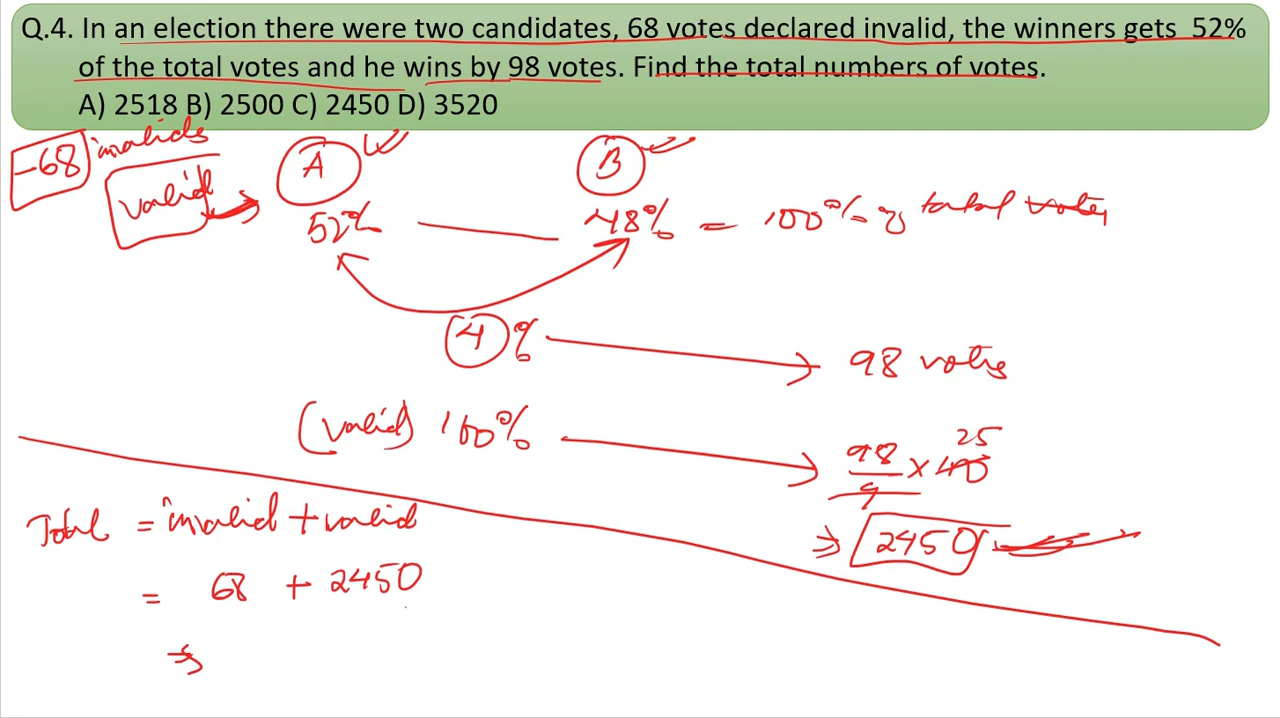 Q.4. In an election there were two candidates, 68 votes declared invalid, the winners gets 52%
of the total votes and he wins by 98 votes. Find the total numbers of votes.
A) 2518 B) 2500 C) 2450 D) 3520
-68 invalids
valid → A B
52% — 48% = 100% of total votes
4% → 98 votes
(valid) 100% → 98 × 100 25
4
⇒ 2450
Total = invalid + valid
= 68 + 2450
⇒